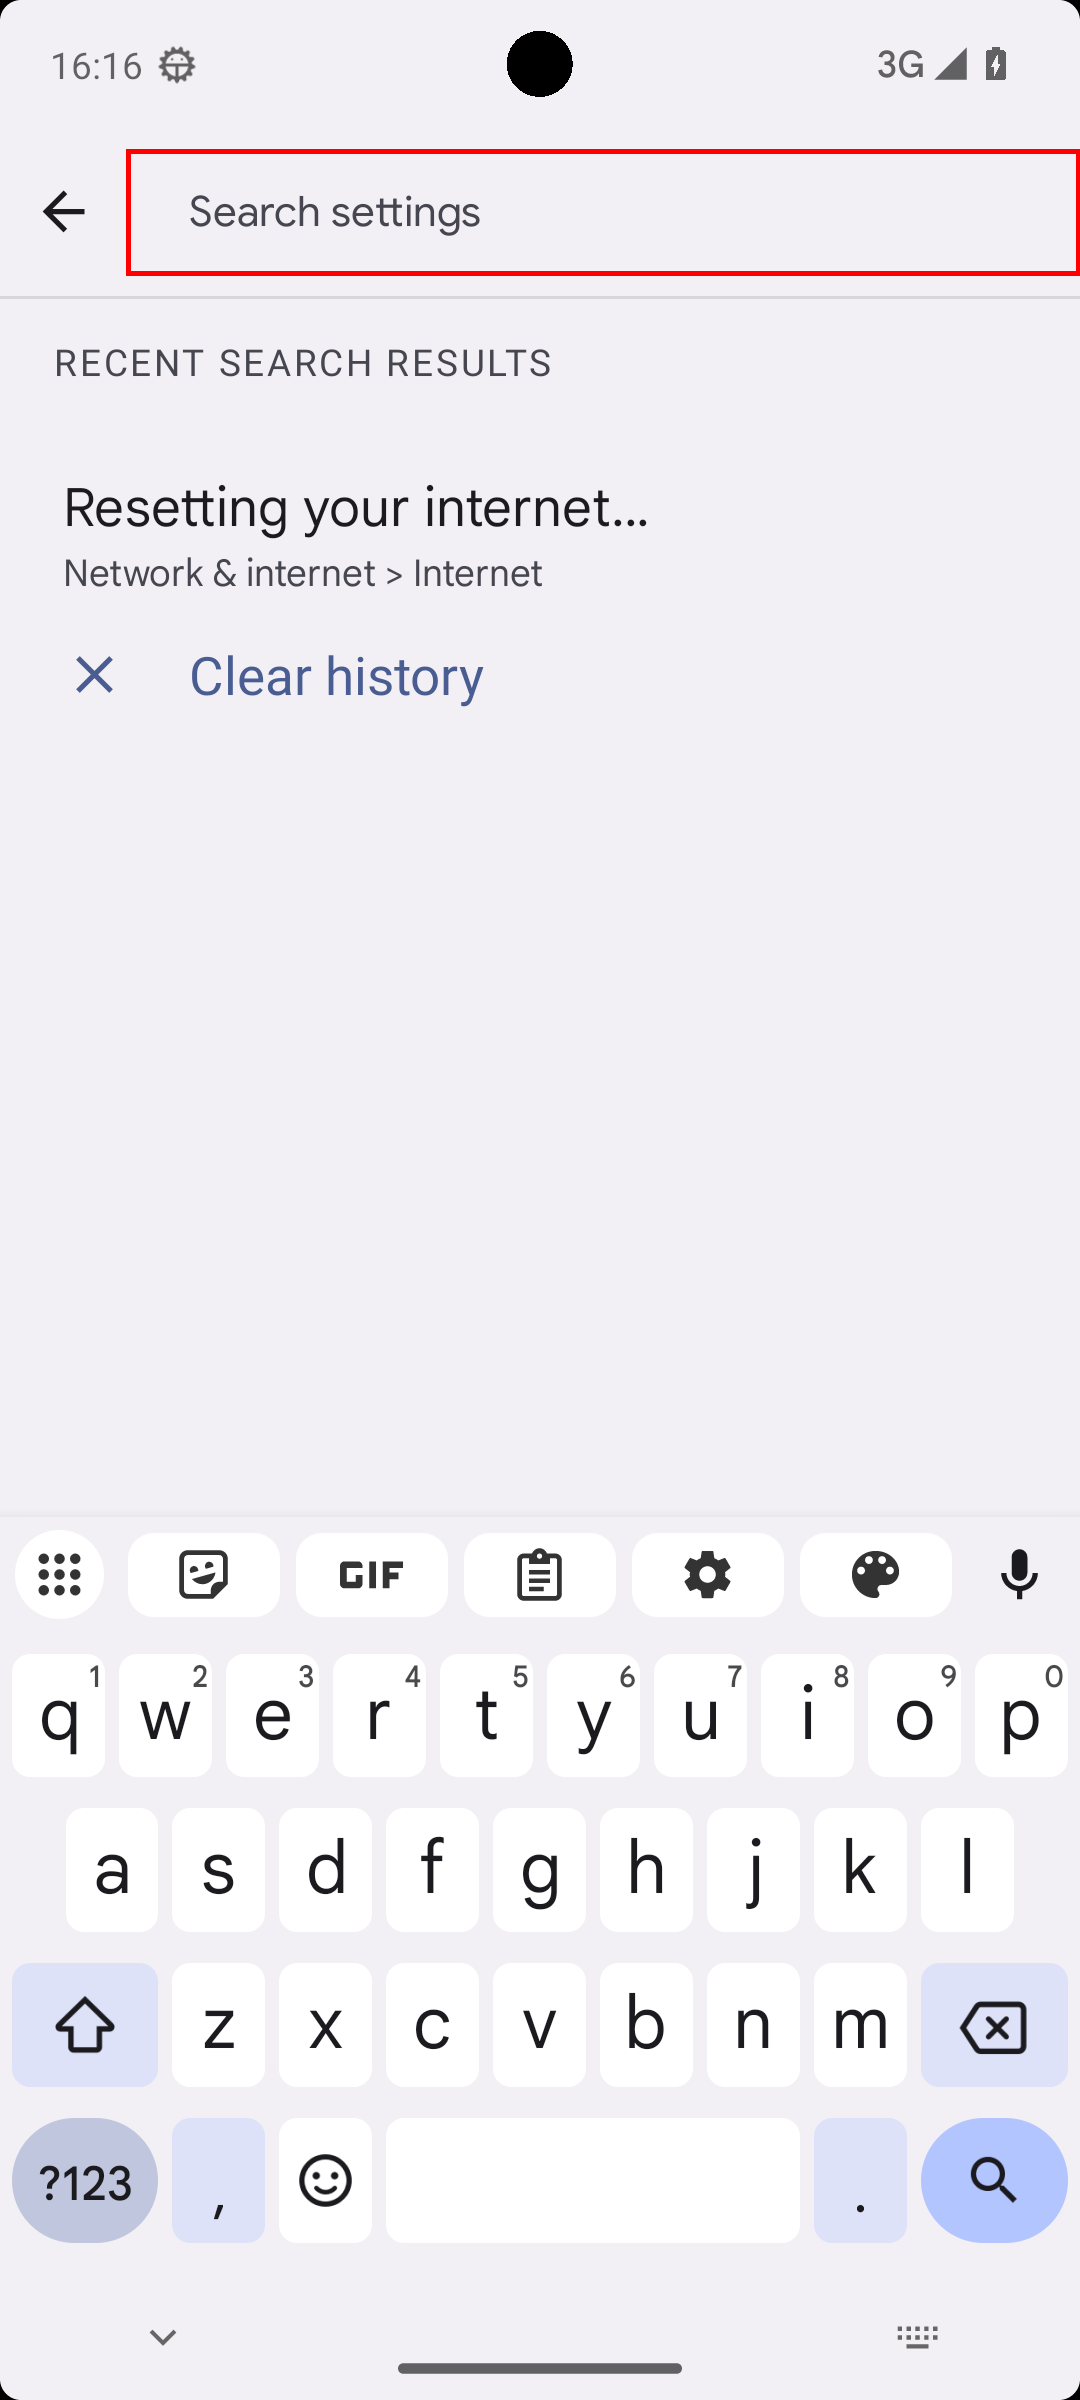 16:16 3G
Search settings
RECENT SEARCH RESULTS
Resetting your internet…
Network & internet > Internet
Clear history
GIF
q1 w2 e3 r4 t5 y6 u7 i8 o9 p0
a s d f g h j k l
z x c v b n m
?123 , .